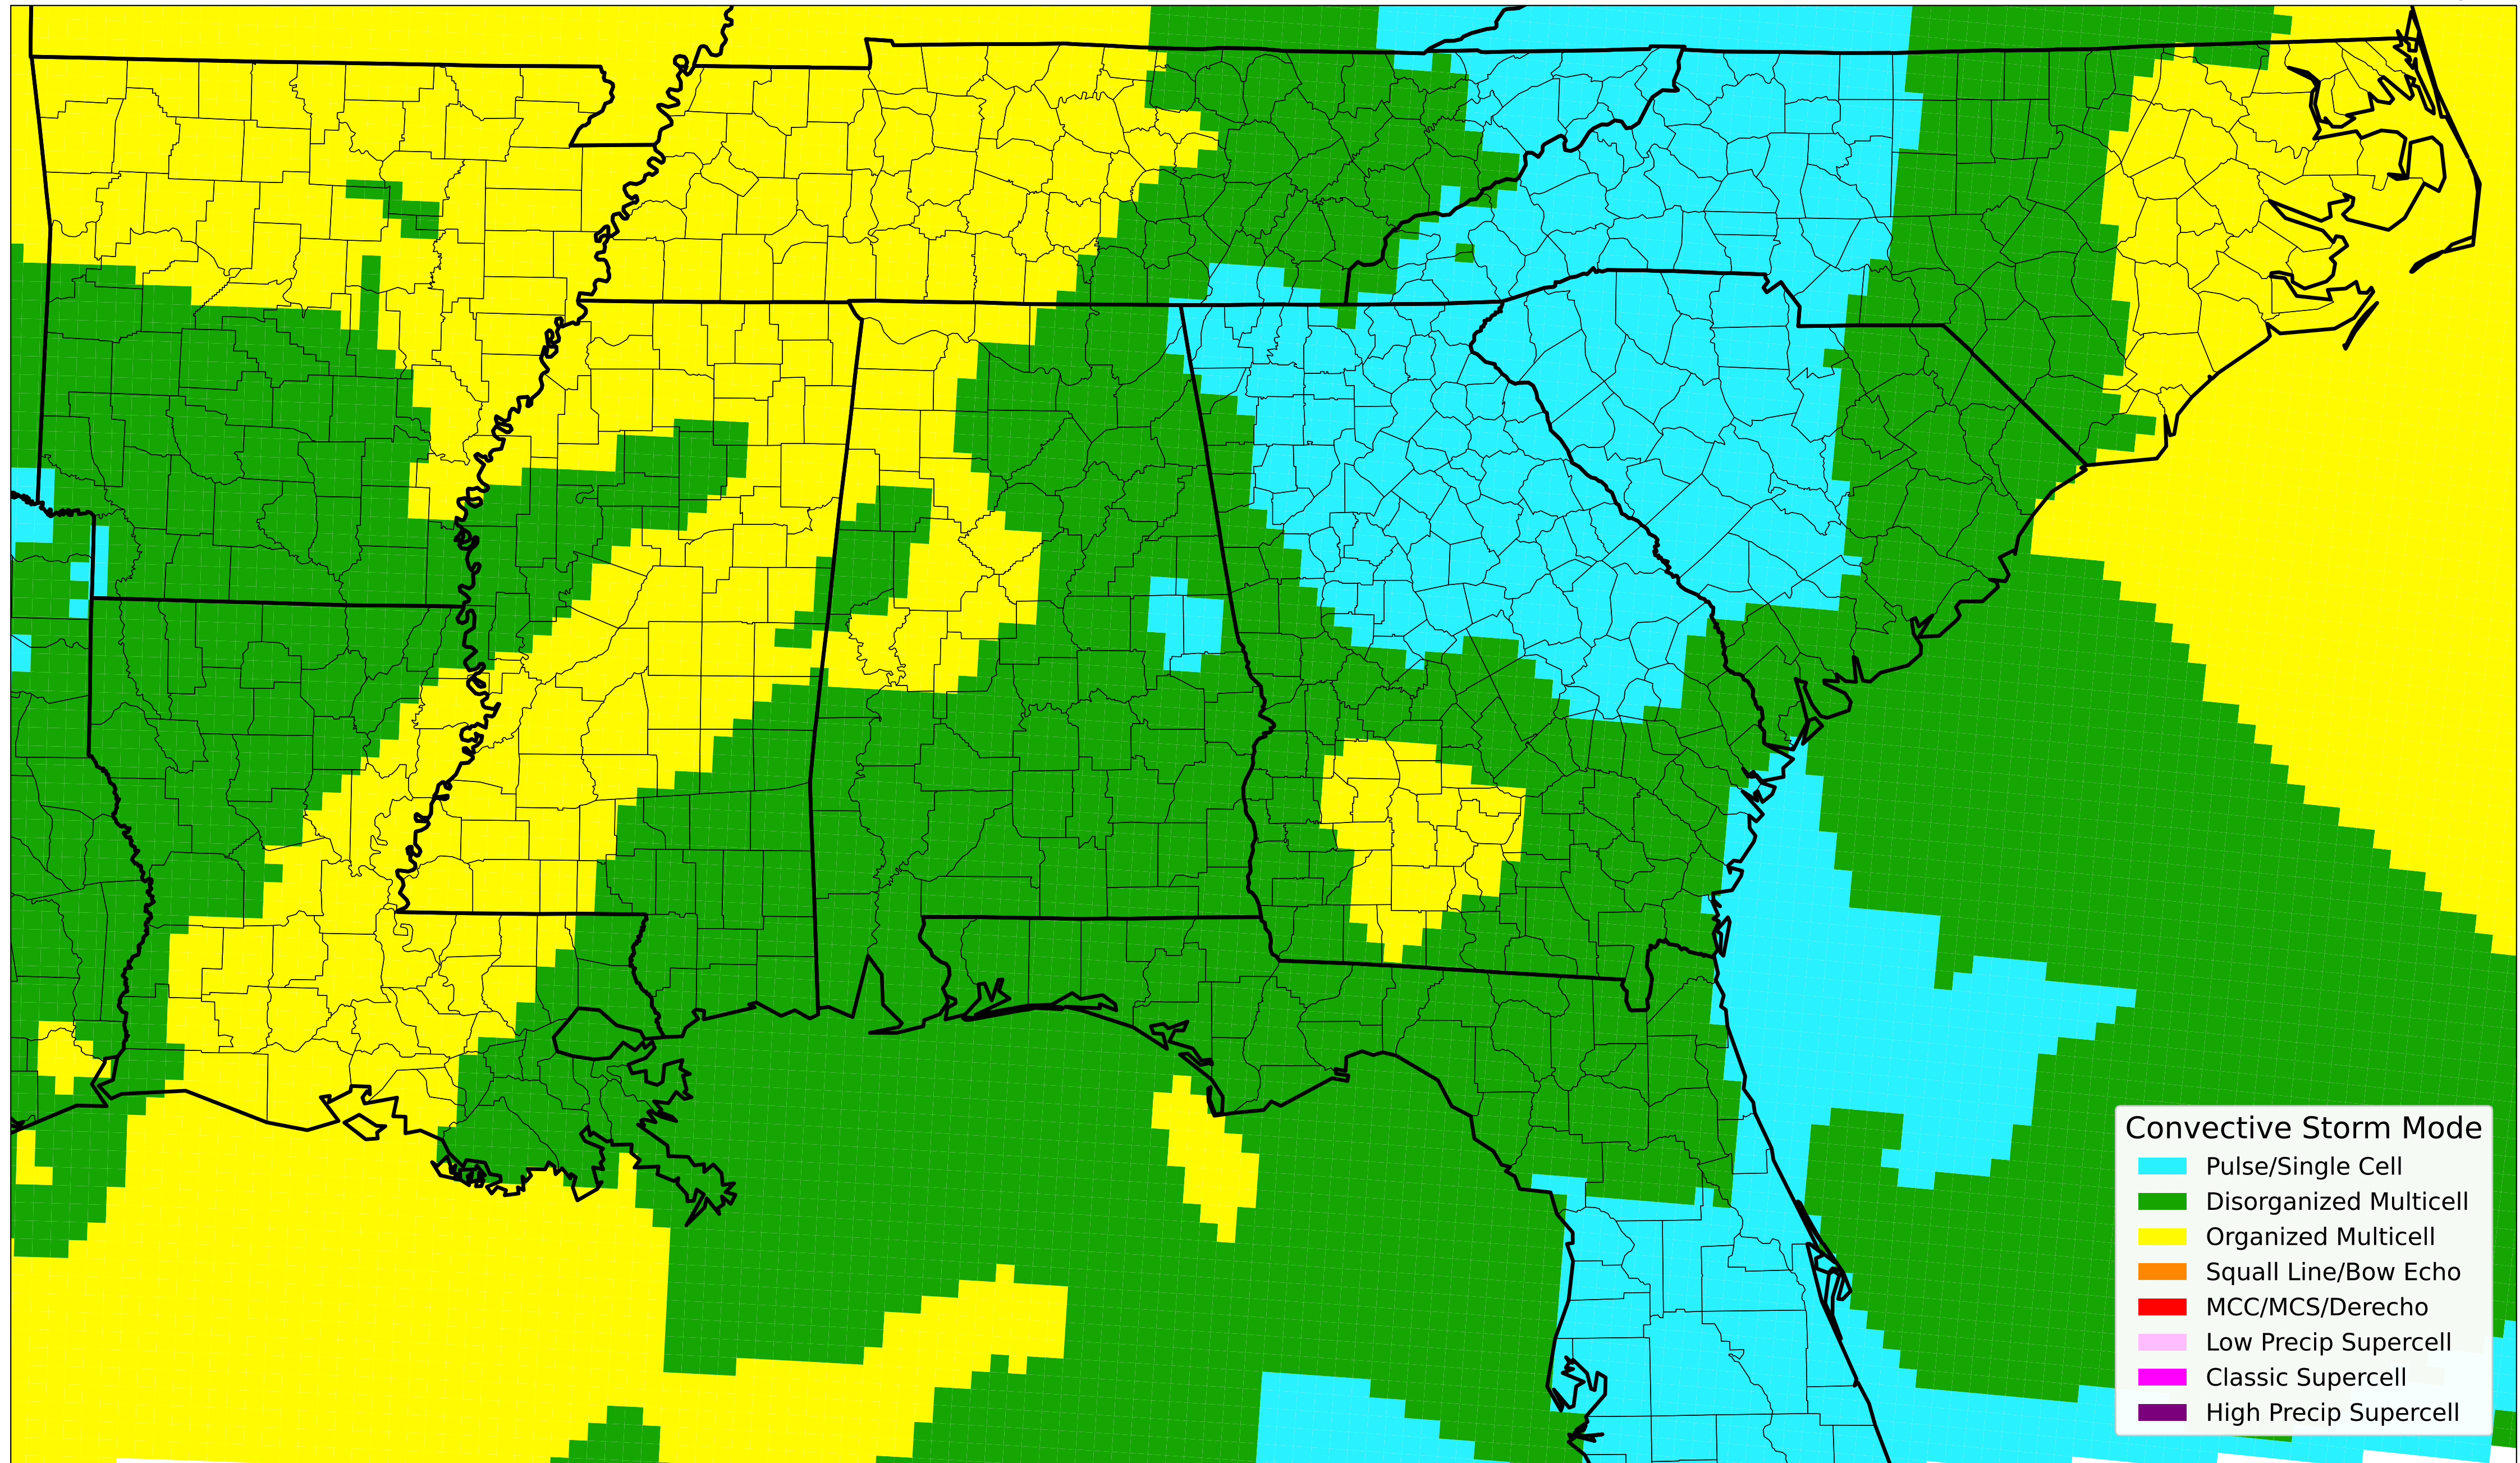 Convective Storm Mode
Pulse/Single Cell
Disorganized Multicell
Organized Multicell
Squall Line/Bow Echo
MCC/MCS/Derecho
Low Precip Supercell
Classic Supercell
High Precip Supercell